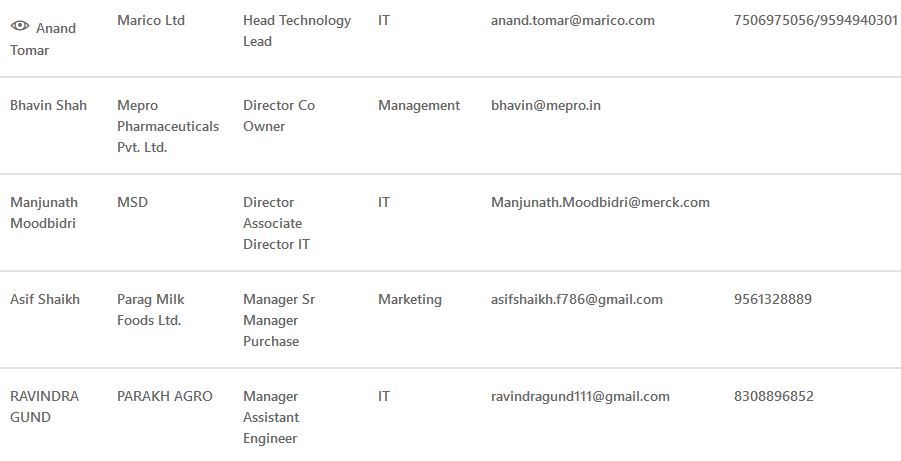 Anand Tomar Marico Ltd Head Technology Lead IT anand.tomar@marico.com 7506975056/9594940301
Bhavin Shah Mepro Pharmaceuticals Pvt. Ltd. Director Co Owner Management bhavin@mepro.in
Manjunath Moodbidri MSD Director Associate Director IT IT Manjunath.Moodbidri@merck.com
Asif Shaikh Parag Milk Foods Ltd. Manager Sr Manager Purchase Marketing asifshaikh.f786@gmail.com 9561328889
RAVINDRA GUND PARAKH AGRO Manager Assistant Engineer IT ravindragund111@gmail.com 8308896852